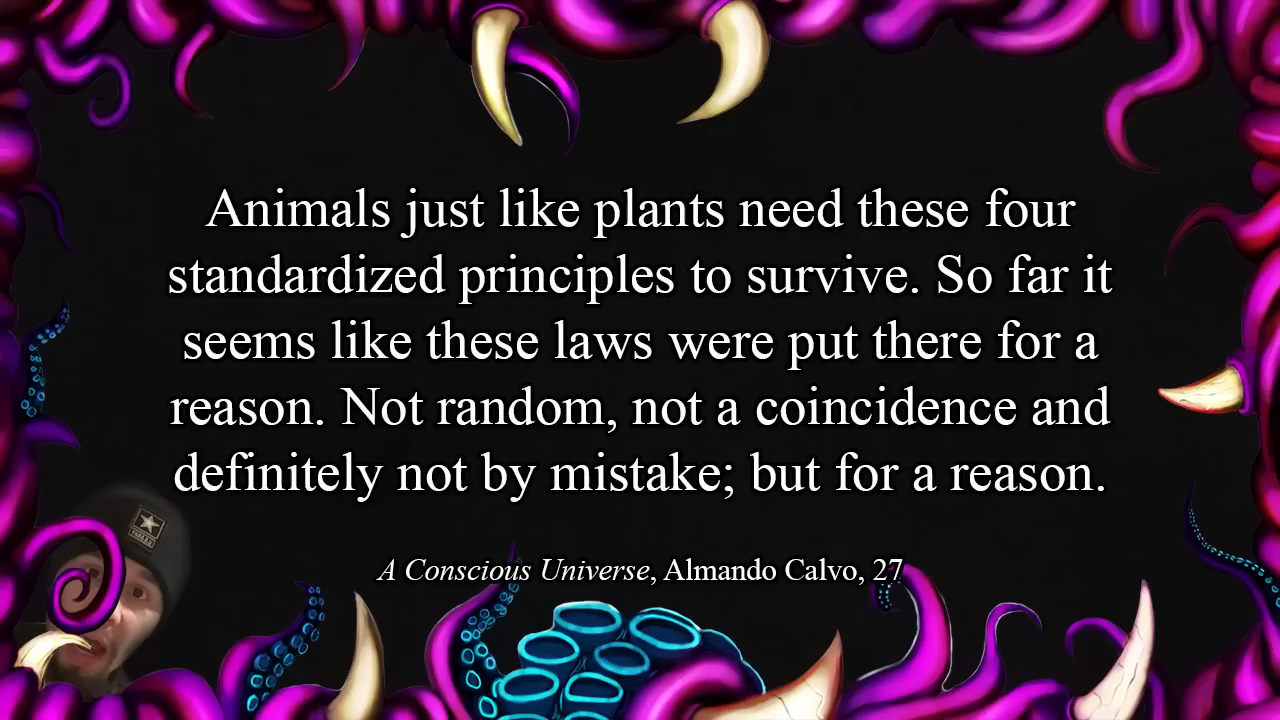 Animals just like plants need these four
standardized principles to survive. So far it
seems like these laws were put there for a
reason. Not random, not a coincidence and
definitely not by mistake; but for a reason.
A Conscious Universe, Almando Calvo, 27